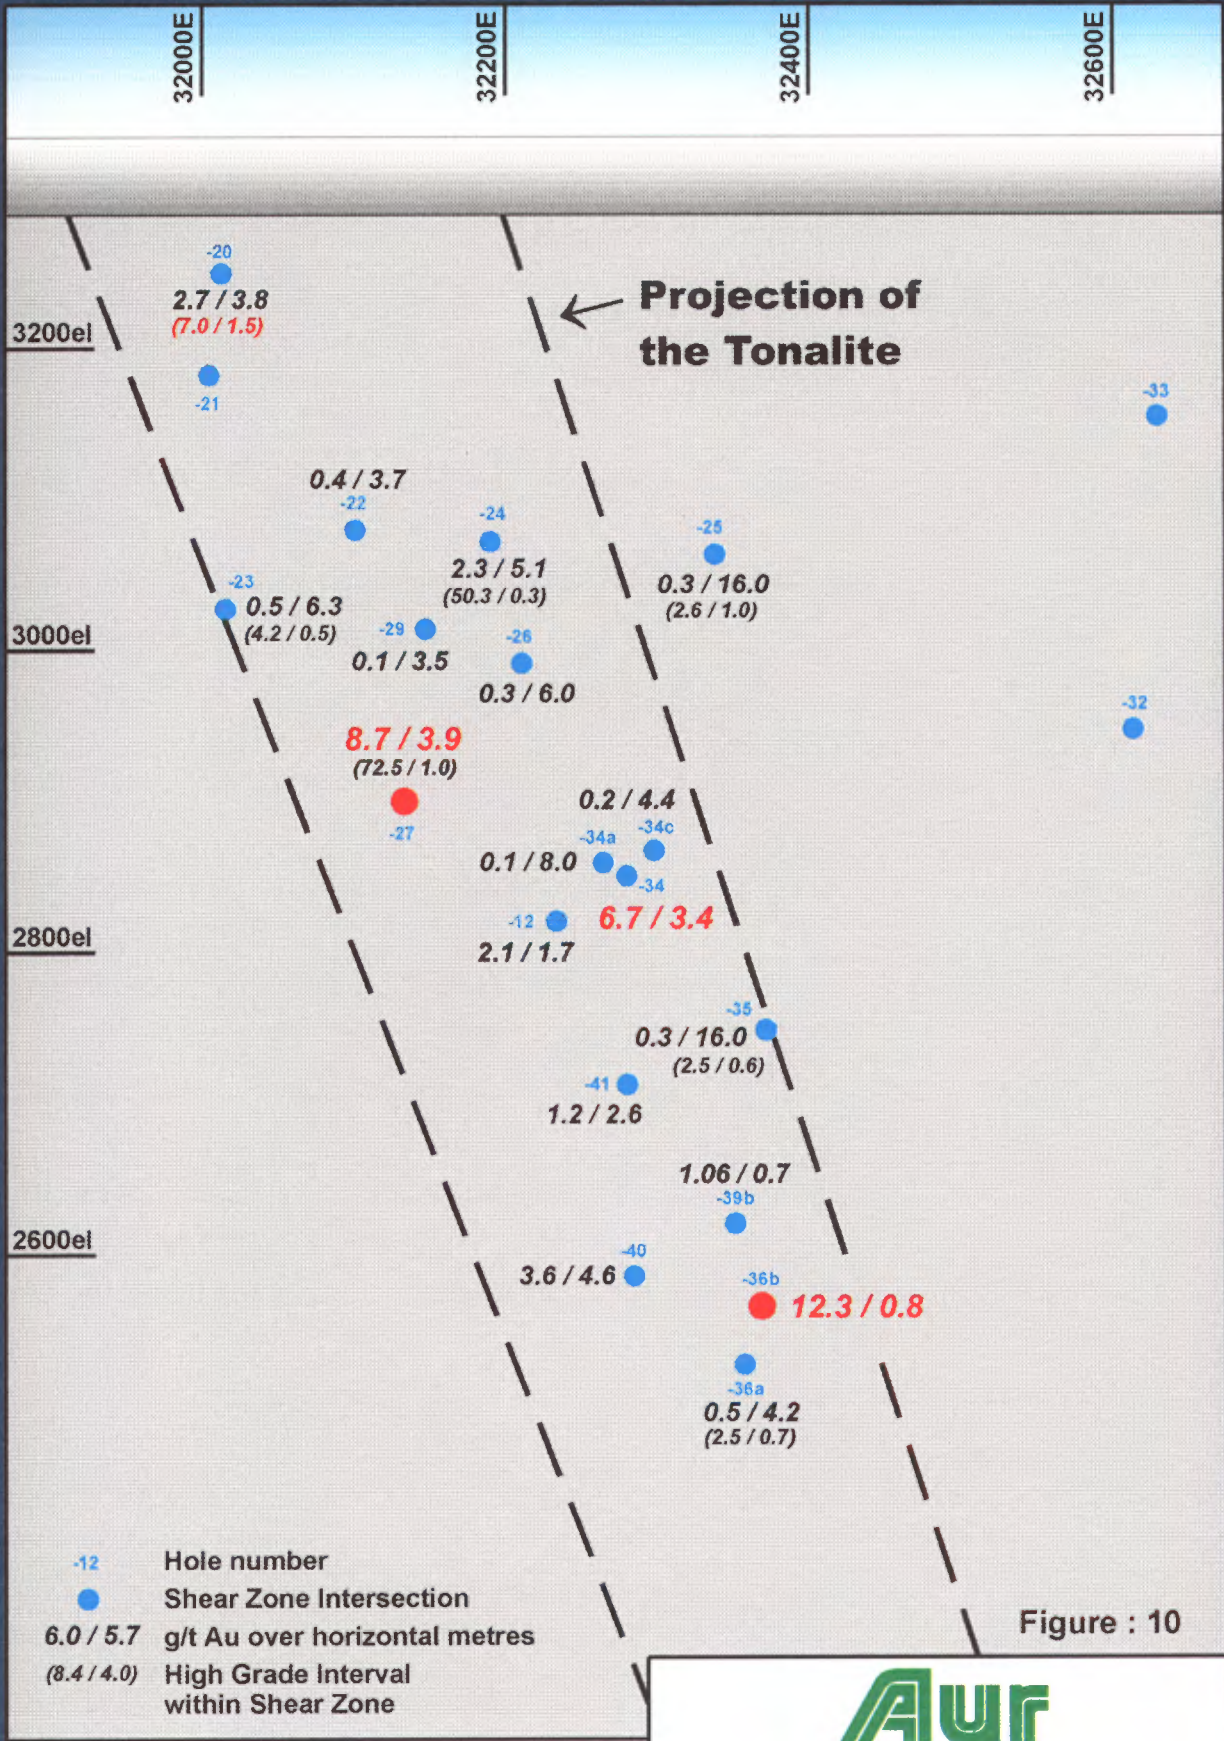 32000E
32200E
32400E
32600E
-20
2.7 / 3.8
(7.0 / 1.5)
Projection of
the Tonalite
3200el
-21
-33
0.4 / 3.7
-22
-24
2.3 / 5.1
(50.3 / 0.3)
-25
0.3 / 16.0
(2.6 / 1.0)
-23
0.5 / 6.3
(4.2 / 0.5)
3000el
-29
0.1 / 3.5
-26
0.3 / 6.0
-32
8.7 / 3.9
(72.5 / 1.0)
-27
0.2 / 4.4
-34c
-34a
0.1 / 8.0
-34
6.7 / 3.4
-12
2.1 / 1.7
2800el
-35
0.3 / 16.0
(2.5 / 0.6)
-41
1.2 / 2.6
1.06 / 0.7
-39b
2600el
-40
3.6 / 4.6
-36b
12.3 / 0.8
-36a
0.5 / 4.2
(2.5 / 0.7)
-12 Hole number
Shear Zone Intersection
6.0 / 5.7 g/t Au over horizontal metres
(8.4 / 4.0) High Grade Interval
within Shear Zone
Figure : 10
Aur